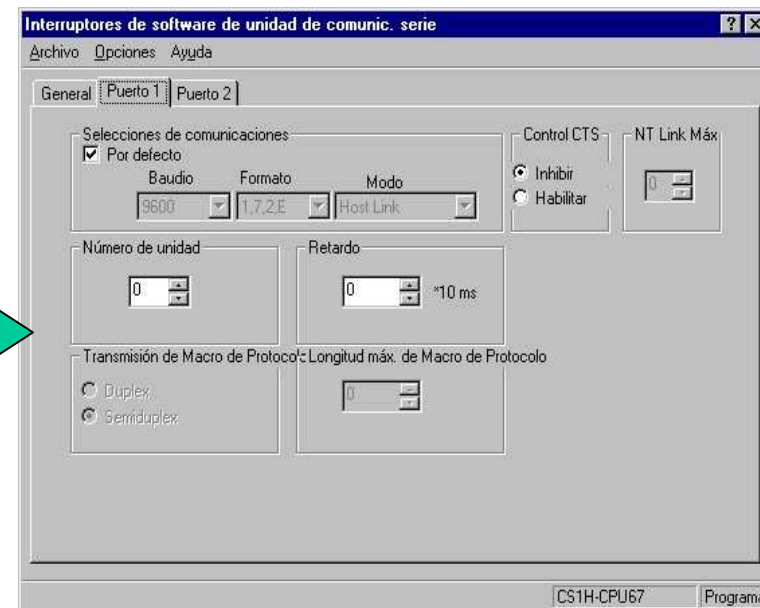 Interruptores de software de unidad de comunic. serie
Archivo Opciones Ayuda
General Puerto 1 Puerto 2
Selecciones de comunicaciones
Por defecto
Baudio Formato Modo
9600 1,7,2,E Host Link
Control CTS
Inhibir
Habilitar
NT Link Máx
0
Número de unidad
0
Retardo
0 *10 ms
Transmisión de Macro de Protocol
Duplex
Semiduplex
Longitud máx. de Macro de Protocolo
0
CS1H-CPU67 Programa